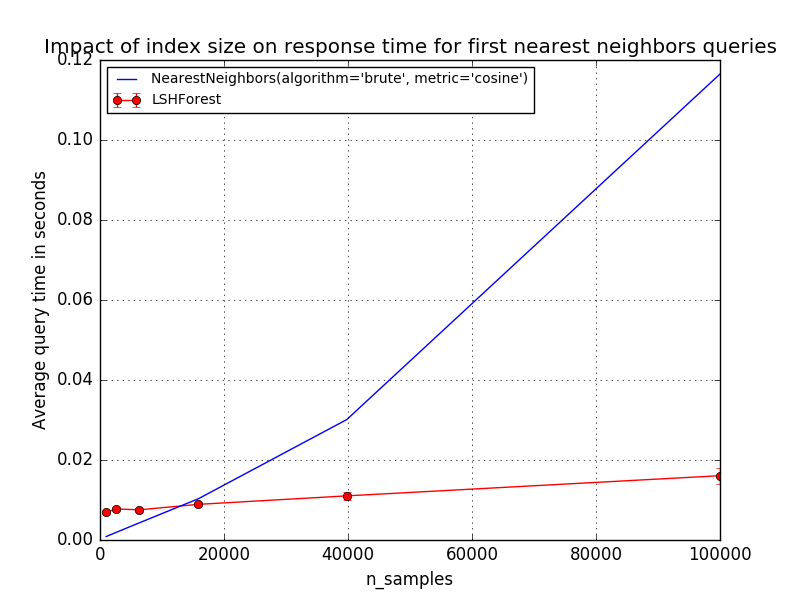 Impact of index size on response time for first nearest neighbors queries
0.12
NearestNeighbors(algorithm='brute', metric='cosine')
LSHForest
0.10
0.08
0.06
0.04
0.02
0.00
Average query time in seconds
0 20000 40000 60000 80000 100000
n_samples